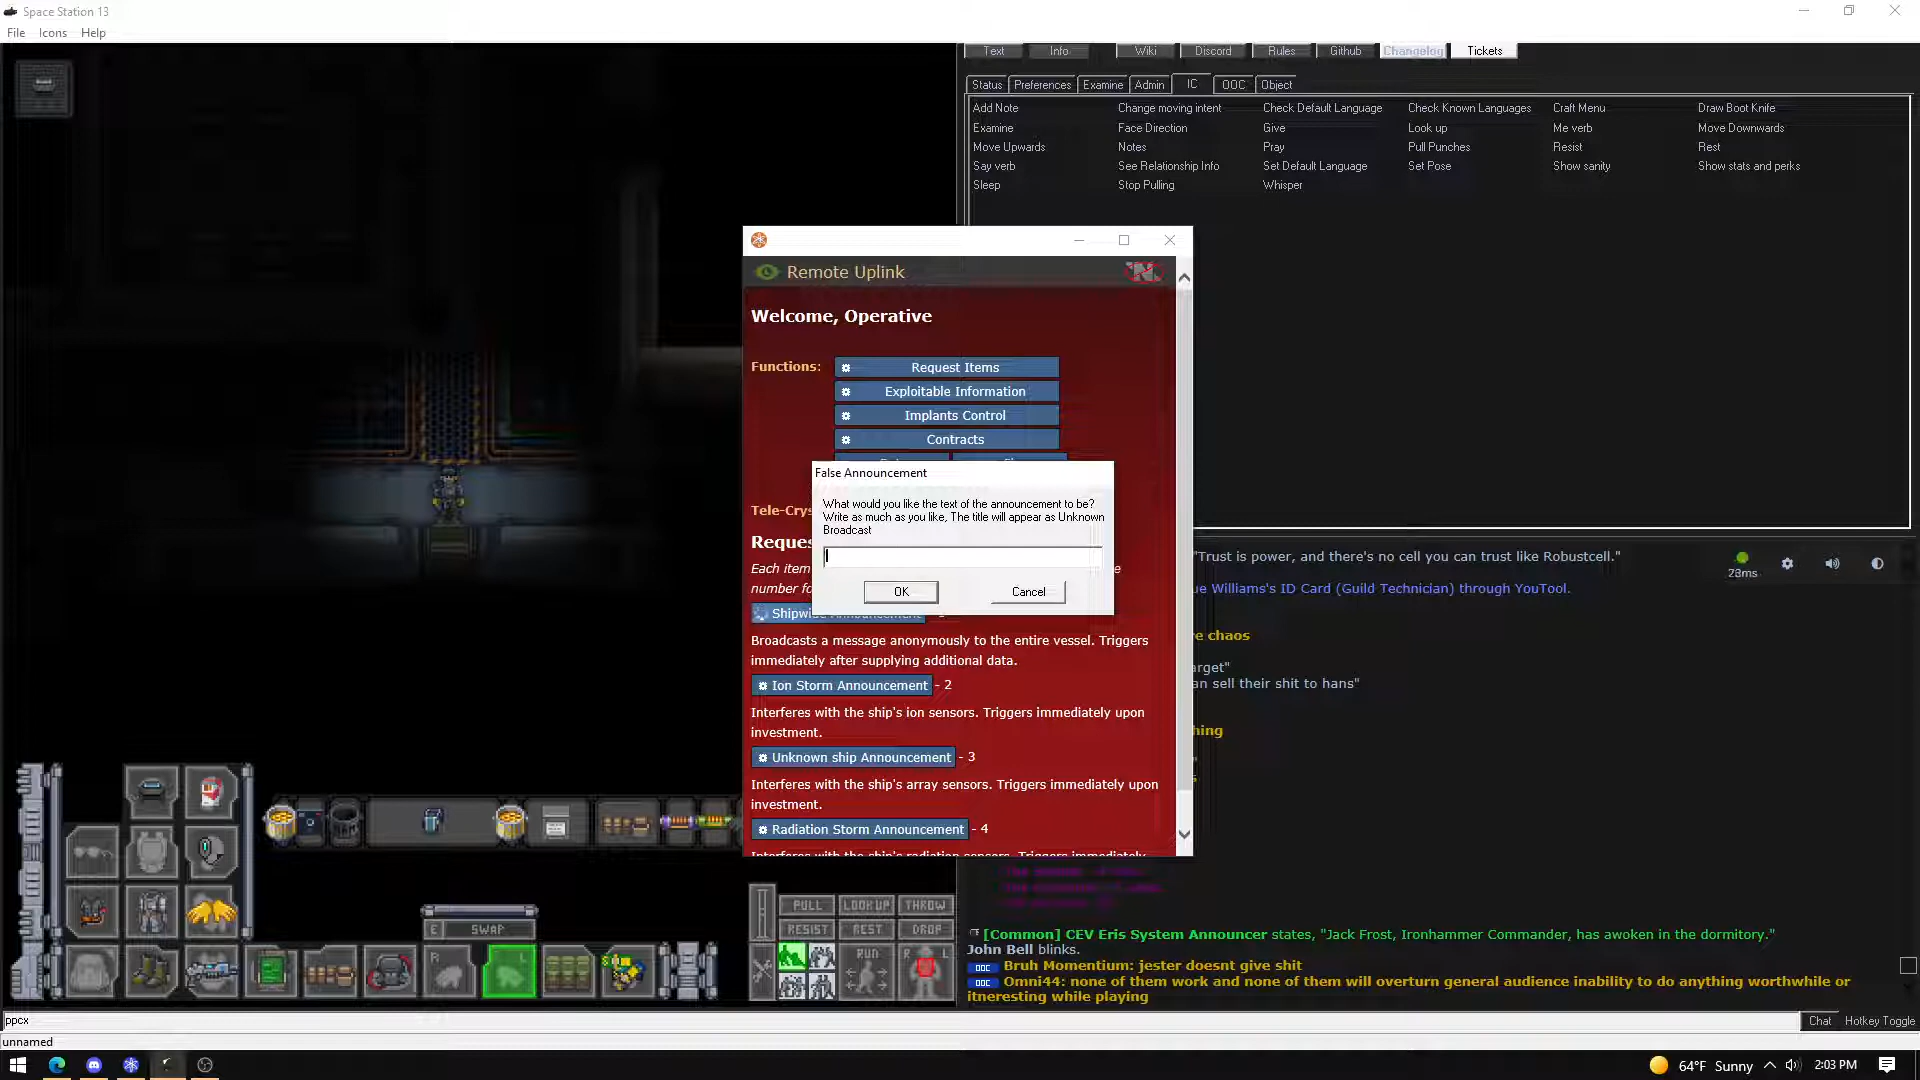 Space Station 13
File Icons Help
Text Info Wiki Discord Rules Github Changelog Tickets
Status Preferences Examine Admin IC OOC Object
Add Note Change moving intent Check Default Language Check Known Languages Craft Menu Draw Boot Knife
Examine Face Direction Give Look up Me verb Move Downwards
Move Upwards Notes Pray Pull Punches Resist Rest
Say verb See Relationship Info Set Default Language Set Pose Show sanity Show stats and perks
Sleep Stop Pulling Whisper
Remote Uplink
Welcome, Operative
Functions: Request Items
Exploitable Information
Implants Control
Contracts
False Announcement
What would you like the text of the announcement to be?
Write as much as you like, The title will appear as Unknown
Broadcast
OK Cancel
Tele-Crys
Reque
Each item
number fo
Shipwi
Broadcasts a message anonymously to the entire vessel. Triggers
immediately after supplying additional data.
Ion Storm Announcement - 2
Interferes with the ship's ion sensors. Triggers immediately upon
investment.
Unknown ship Announcement - 3
Interferes with the ship's array sensors. Triggers immediately upon
investment.
Radiation Storm Announcement - 4
Interferes with the ship's radiation sensors. Triggers immediately
"Trust is power, and there's no cell you can trust like Robustcell."
28ms
ue Williams's ID Card (Guild Technician) through YouTool.
e chaos
arget"
an sell their shit to hans"
hing
[Common] CEV Eris System Announcer states, "Jack Frost, Ironhammer Commander, has awoken in the dormitory."
John Bell blinks.
OOC Bruh Momentium: jester doesnt give shit
OOC Omni44: none of them work and none of them will overturn general audience inability to do anything worthwhile or
itneresting while playing
E SWAP
R L
PULL LOOKUP THROW
RESIST REST DROP
RUN R L
ppcx
Chat Hotkey Toggle
unnamed
64°F Sunny 2:03 PM